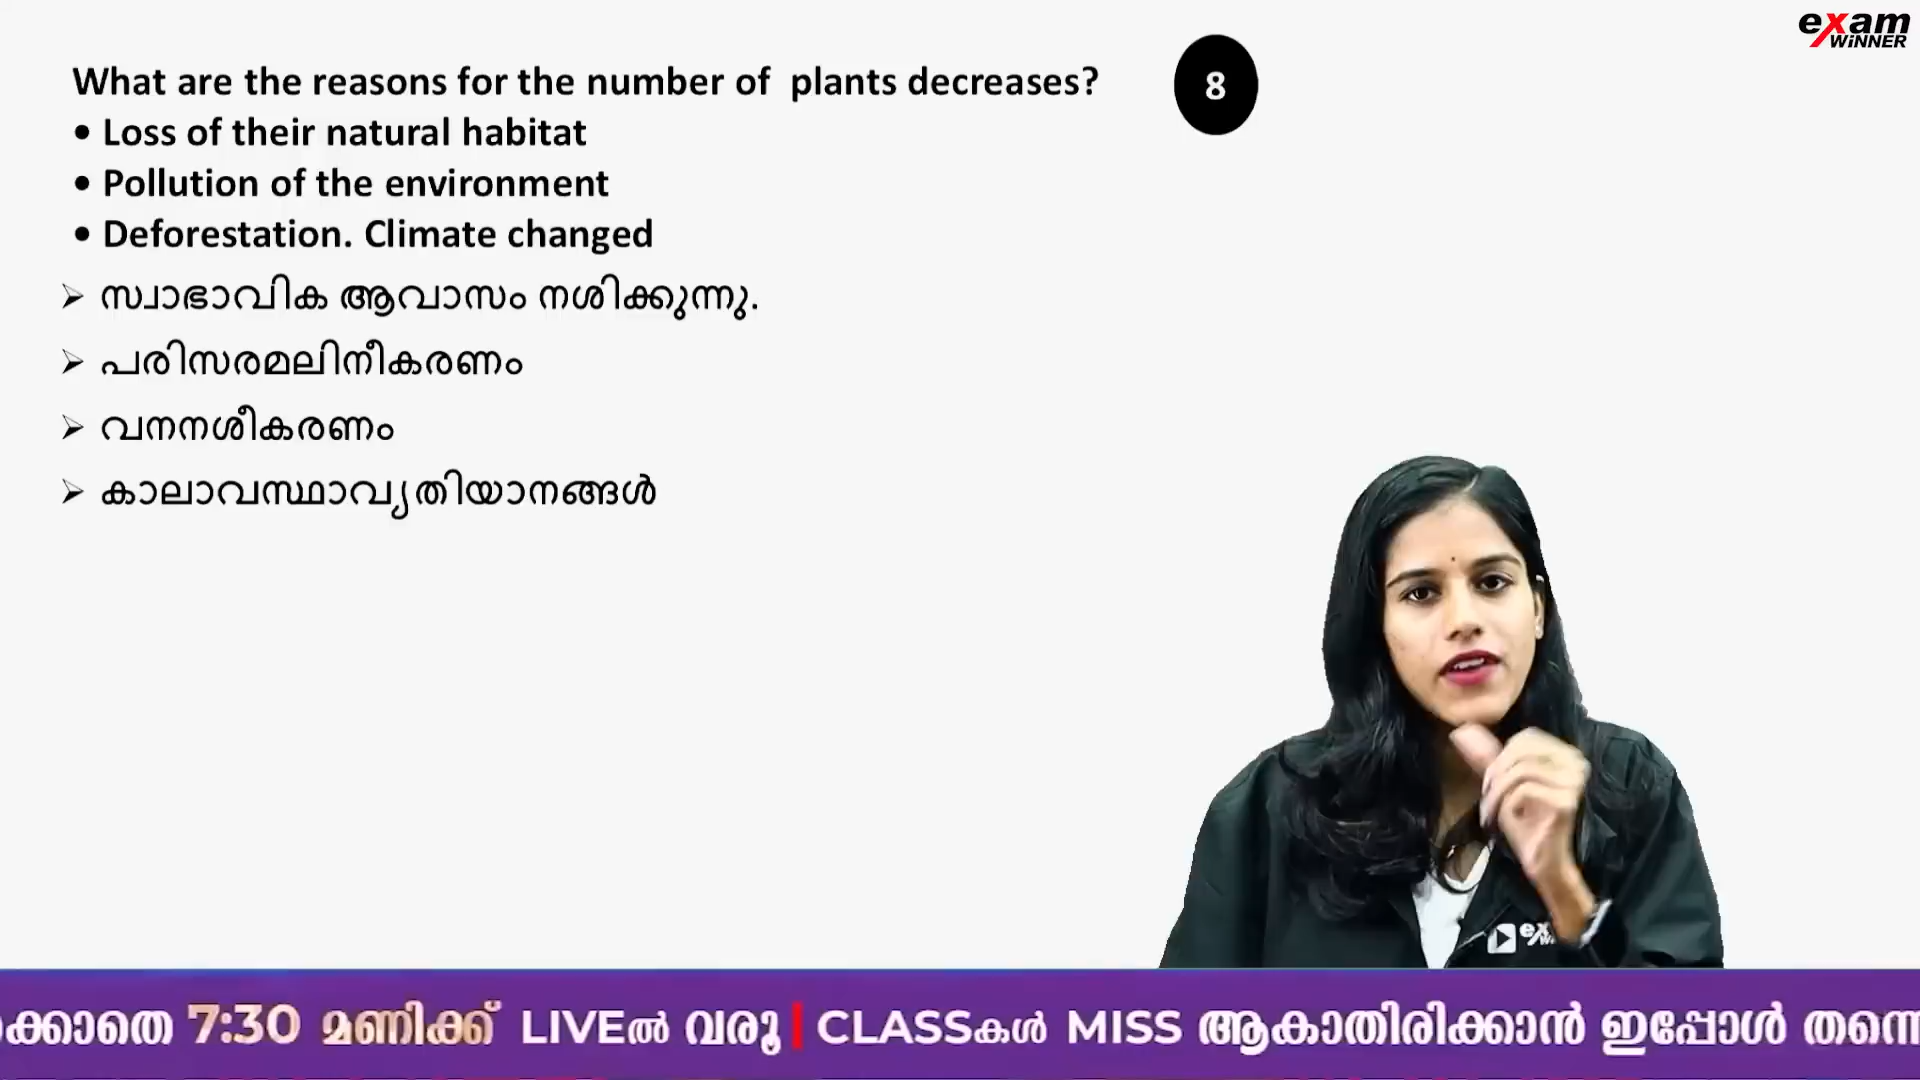 exam
WiNNER
What are the reasons for the number of plants decreases?
8
• Loss of their natural habitat
• Pollution of the environment
• Deforestation. Climate changed
➢ സ്വാഭാവിക ആവാസം നശിക്കുന്നു.
➢ പരിസരമലിനീകരണം
➢ വനനശീകരണം
➢ കാലാവസ്ഥാവ്യതിയാനങ്ങൾ
ക്കാതെ 7:30 മണിക്ക് LIVEൽ വരൂ | CLASSകൾ MISS ആകാതിരിക്കാൻ ഇപ്പോൾ തന്നെ